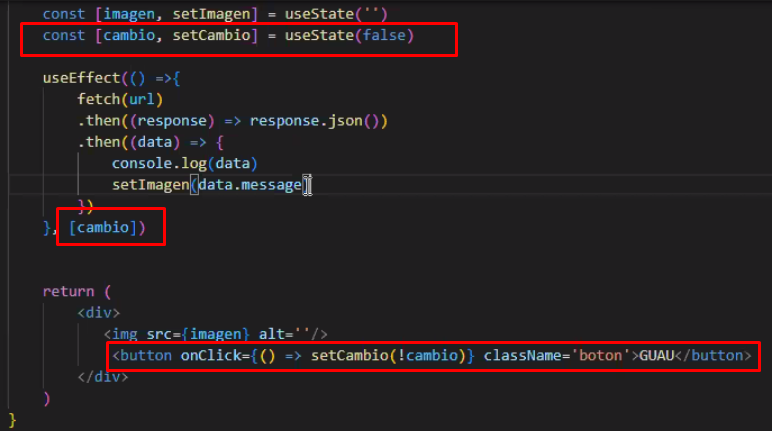 const [imagen, setImagen] = useState('')
const [cambio, setCambio] = useState(false)
useEffect(() =>{
fetch(url)
.then((response) => response.json())
.then((data) => {
console.log(data)
setImagen(data.message)
})
}, [cambio])
return (
<div>
<img src={imagen} alt=''/>
<button onClick={() => setCambio(!cambio)} className='boton'>GUAU</button>
</div>
)
}